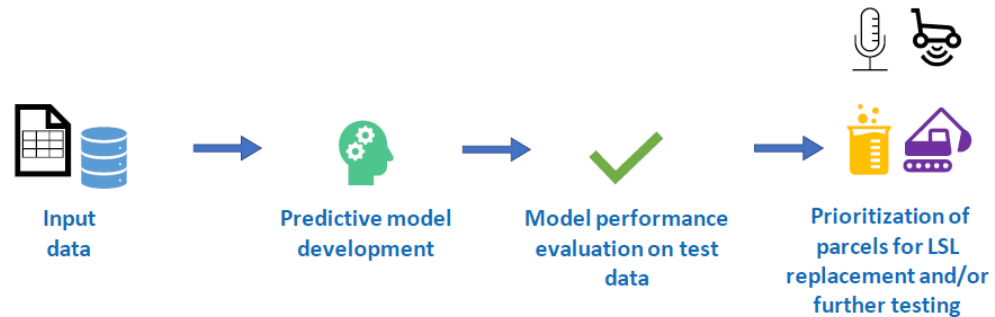 Input
data
Predictive model
development
Model performance
evaluation on test
data
Prioritization of
parcels for LSL
replacement and/or
further testing